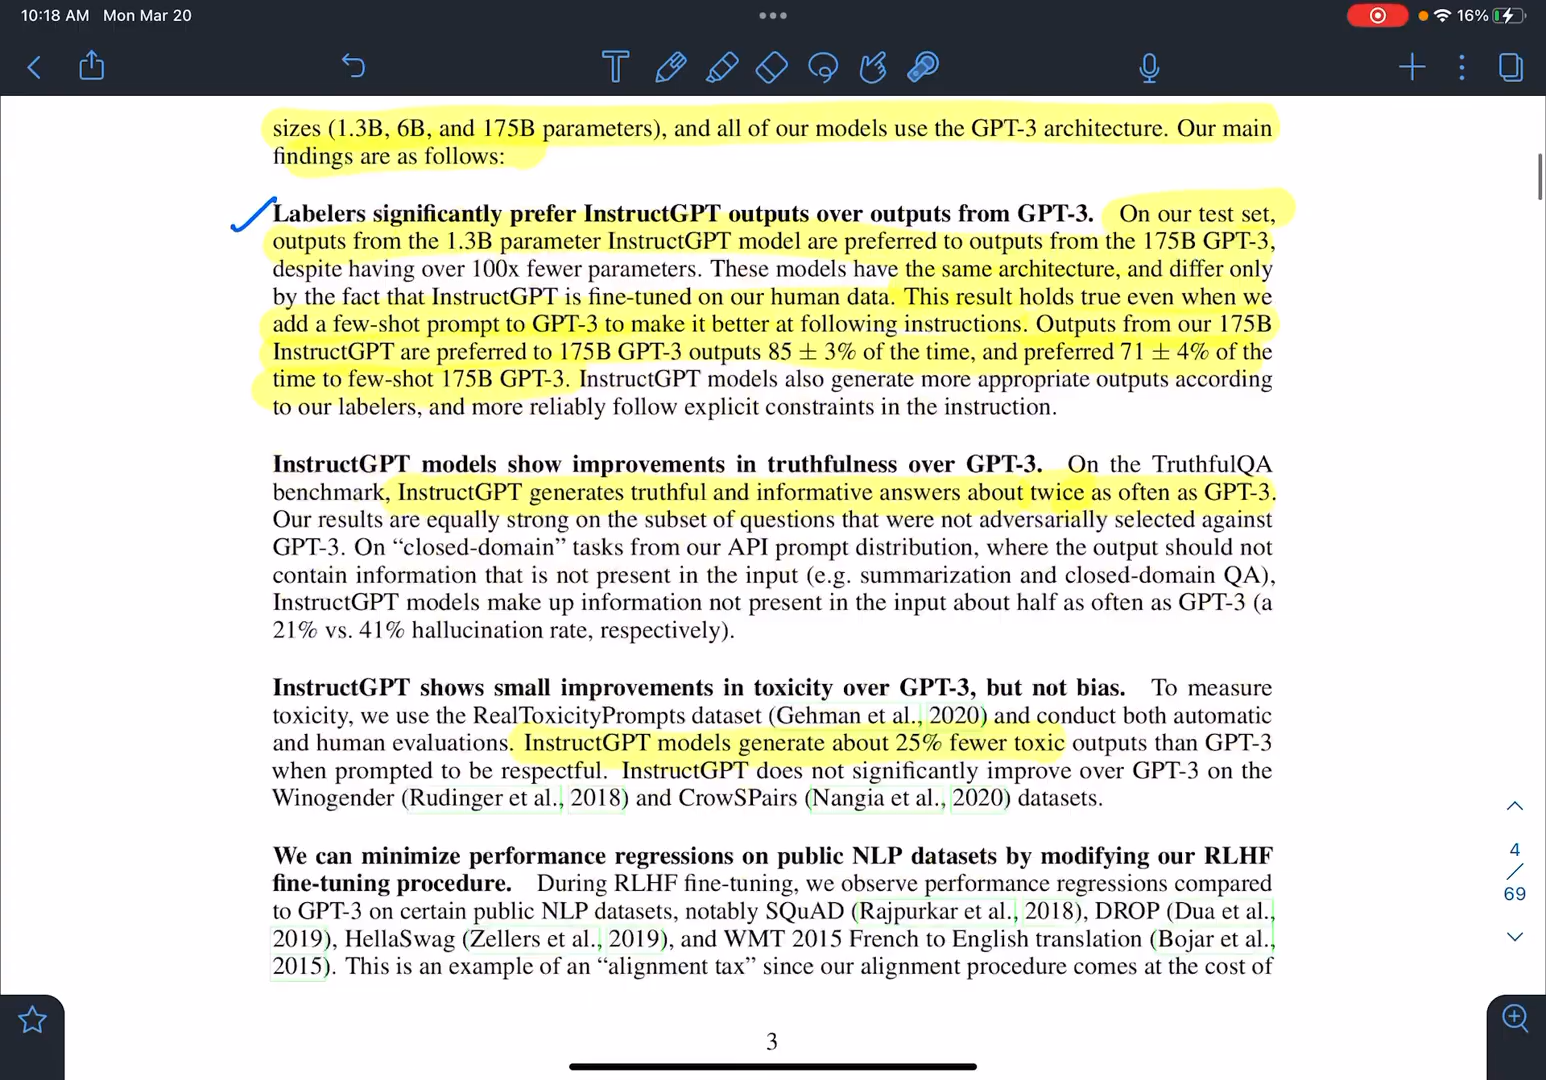 10:18 AM Mon Mar 20
16%
sizes (1.3B, 6B, and 175B parameters), and all of our models use the GPT-3 architecture. Our main
findings are as follows:
Labelers significantly prefer InstructGPT outputs over outputs from GPT-3. On our test set,
outputs from the 1.3B parameter InstructGPT model are preferred to outputs from the 175B GPT-3,
despite having over 100x fewer parameters. These models have the same architecture, and differ only
by the fact that InstructGPT is fine-tuned on our human data. This result holds true even when we
add a few-shot prompt to GPT-3 to make it better at following instructions. Outputs from our 175B
InstructGPT are preferred to 175B GPT-3 outputs 85 ± 3% of the time, and preferred 71 ± 4% of the
time to few-shot 175B GPT-3. InstructGPT models also generate more appropriate outputs according
to our labelers, and more reliably follow explicit constraints in the instruction.
InstructGPT models show improvements in truthfulness over GPT-3. On the TruthfulQA
benchmark, InstructGPT generates truthful and informative answers about twice as often as GPT-3.
Our results are equally strong on the subset of questions that were not adversarially selected against
GPT-3. On “closed-domain” tasks from our API prompt distribution, where the output should not
contain information that is not present in the input (e.g. summarization and closed-domain QA),
InstructGPT models make up information not present in the input about half as often as GPT-3 (a
21% vs. 41% hallucination rate, respectively).
InstructGPT shows small improvements in toxicity over GPT-3, but not bias. To measure
toxicity, we use the RealToxicityPrompts dataset (Gehman et al., 2020) and conduct both automatic
and human evaluations. InstructGPT models generate about 25% fewer toxic outputs than GPT-3
when prompted to be respectful. InstructGPT does not significantly improve over GPT-3 on the
Winogender (Rudinger et al., 2018) and CrowSPairs (Nangia et al., 2020) datasets.
We can minimize performance regressions on public NLP datasets by modifying our RLHF
fine-tuning procedure. During RLHF fine-tuning, we observe performance regressions compared
to GPT-3 on certain public NLP datasets, notably SQuAD (Rajpurkar et al., 2018), DROP (Dua et al.,
2019), HellaSwag (Zellers et al., 2019), and WMT 2015 French to English translation (Bojar et al.,
2015). This is an example of an “alignment tax” since our alignment procedure comes at the cost of
4
/
69
3